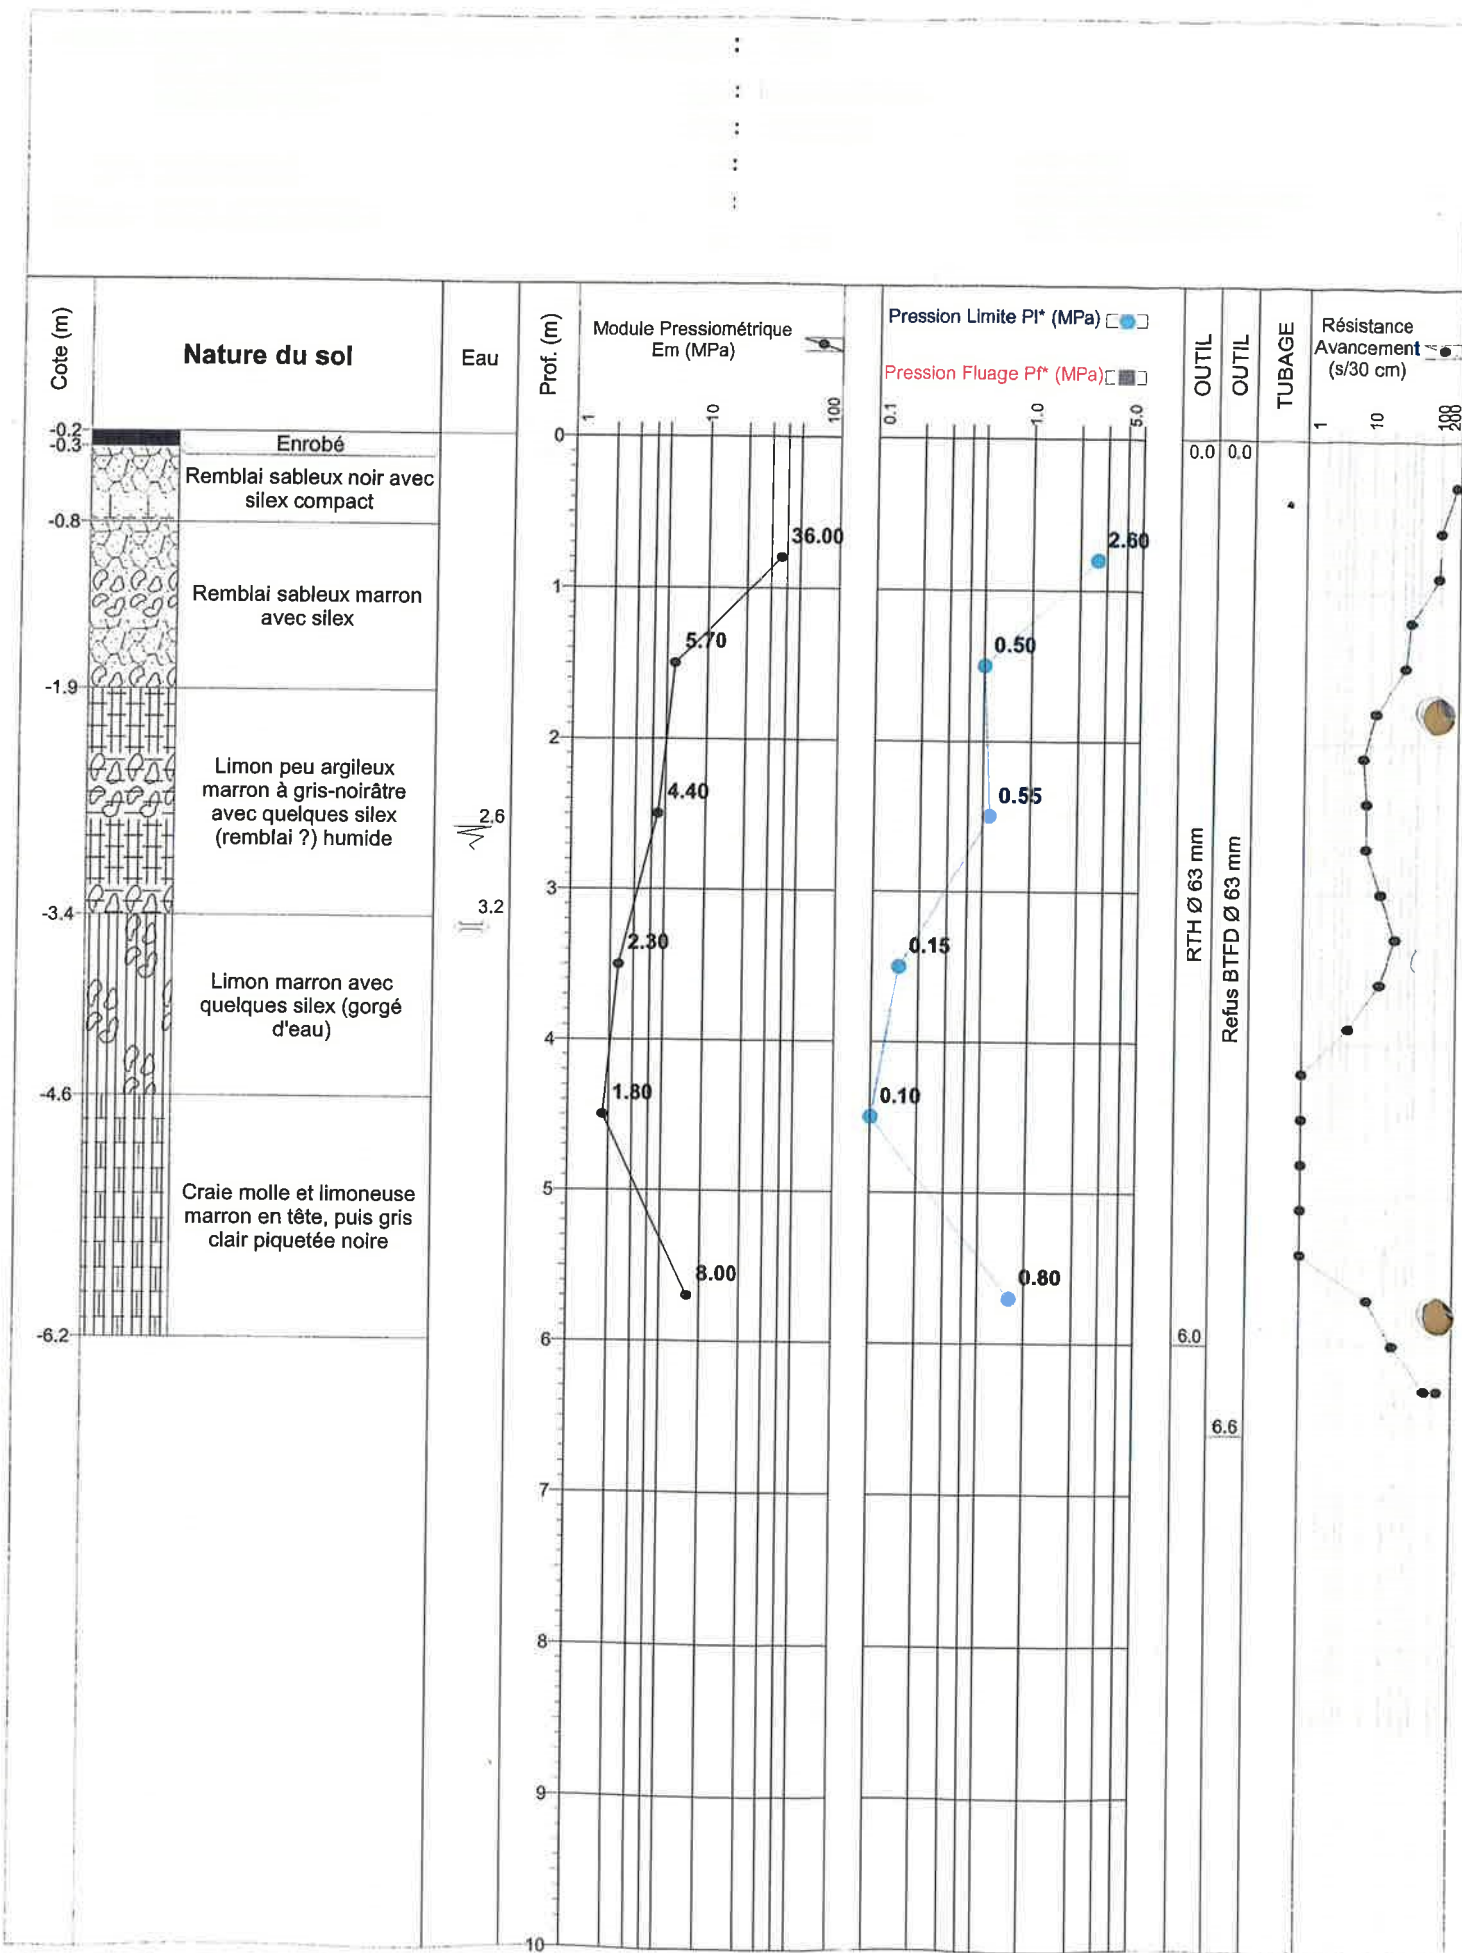 Cote (m)
Nature du sol
Eau
Prof. (m)
Module Pressiométrique
Em (MPa)
1
10
100
Pression Limite Pl* (MPa)
Pression Fluage Pf* (MPa)
0.1
1.0
5.0
OUTIL
OUTIL
TUBAGE
Résistance
Avancement
(s/30 cm)
1
10
100
200
-0.2
-0.3
Enrobé
Remblai sableux noir avec
silex compact
-0.8
Remblai sableux marron
avec silex
-1.9
Limon peu argileux
marron à gris-noirâtre
avec quelques silex
(remblai ?) humide
-3.4
Limon marron avec
quelques silex (gorgé
d'eau)
-4.6
Craie molle et limoneuse
marron en tête, puis gris
clair piquetée noire
-6.2
2.6
3.2
0
1
2
3
4
5
6
7
8
9
10
36.00
5.70
4.40
2.30
1.80
8.00
2.60
0.50
0.55
0.15
0.10
0.80
0.0
RTH Ø 63 mm
6.0
0.0
Refus BTFD Ø 63 mm
6.6